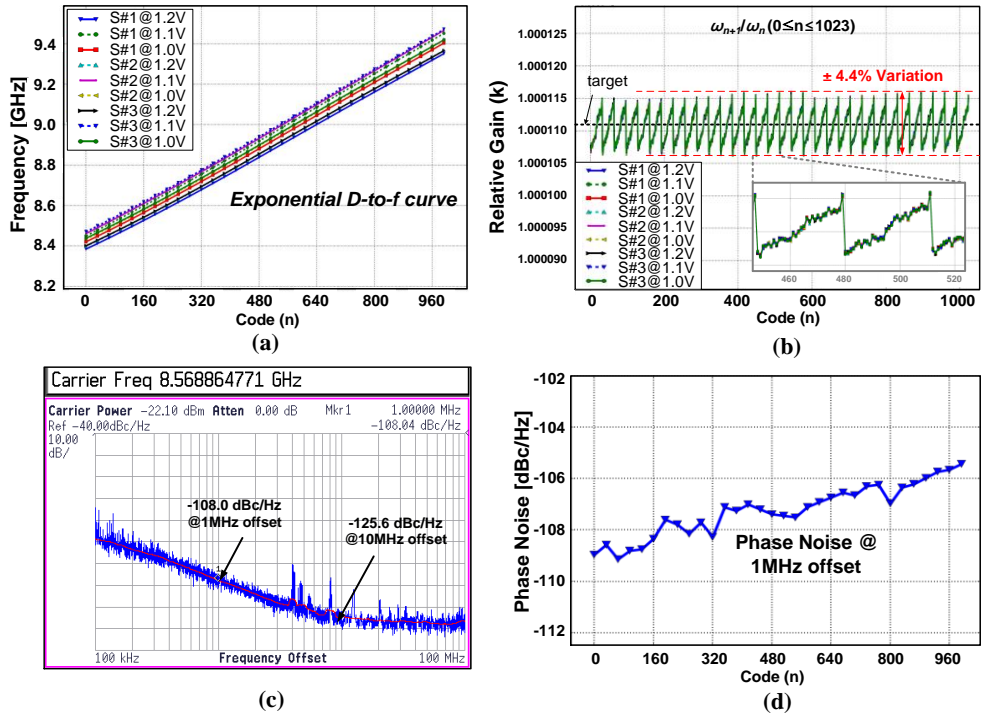 S#1@1.2V
S#1@1.1V
S#1@1.0V
S#2@1.2V
S#2@1.1V
S#2@1.0V
S#3@1.2V
S#3@1.1V
S#3@1.0V
9.4
9.2
9.0
8.8
8.6
8.4
8.2
Frequency [GHz]
Exponential D-to-f curve
0 160 320 480 640 800 960
Code (n)
(a)
ω_{n+1}/ω_n (0≤n≤1023)
1.000120
1.000120
1.000115
1.000110
1.000105
1.000095
1.000090
Relative Gain (k)
target
± 4.4% Variation
S#1@1.2V
S#1@1.1V
S#1@1.0V
S#2@1.2V
S#2@1.1V
S#2@1.0V
S#3@1.2V
S#3@1.1V
S#3@1.0V
460 480 500 520
0 200 400 600 800 1000
Code (n)
(b)
Carrier Freq 8.568864771 GHz
Carrier Power -22.10 dBm Atten 0.00 dB Mkr1 1.00000 MHz
Ref -40.00dBc/Hz -108.04 dBc/Hz
10.00
dB/
-108.0 dBc/Hz
@1MHz offset
-125.6 dBc/Hz
@10MHz offset
1
100 kHz Frequency Offset 100 MHz
(c)
-102
-104
-106
-108
-110
-112
Phase Noise [dBc/Hz]
Phase Noise @
1MHz offset
0 0 160 320 480 640 800 960
Code (n)
(d)